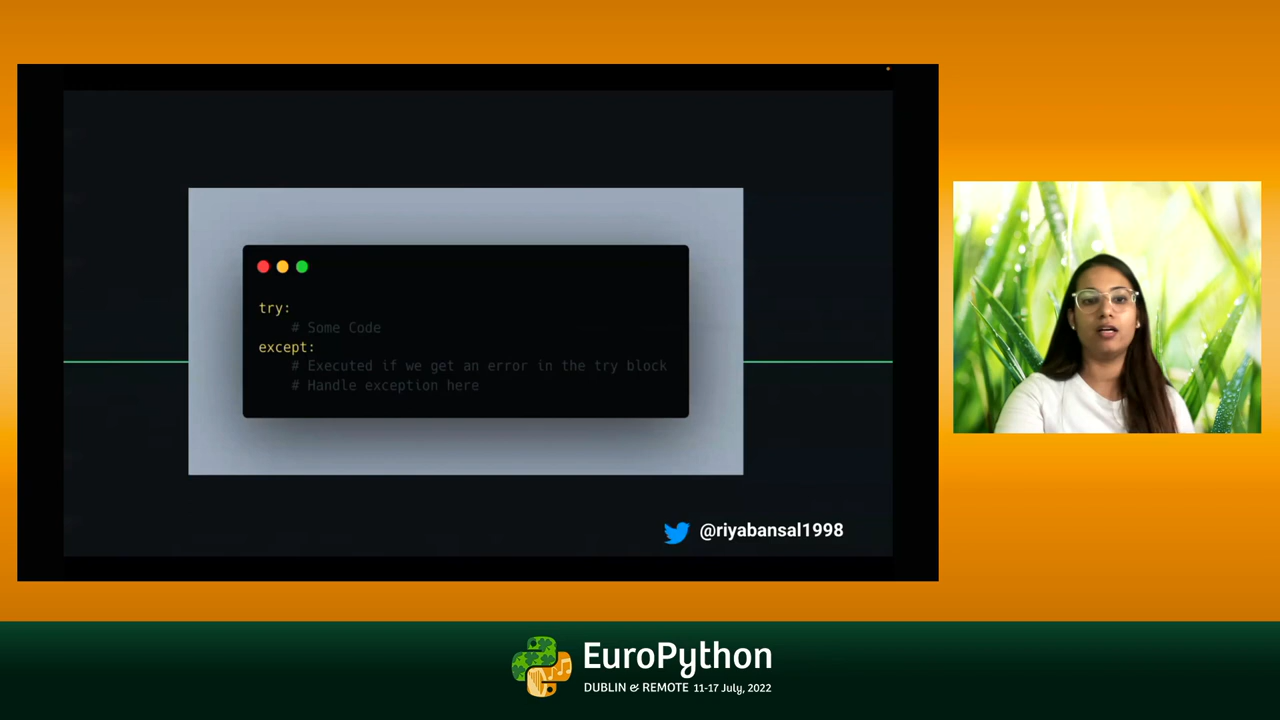 try:
# Some Code
except:
# Executed if we get an error in the try block
# Handle exception here
@riyabansal1998
EuroPython
DUBLIN & REMOTE 11-17 July, 2022